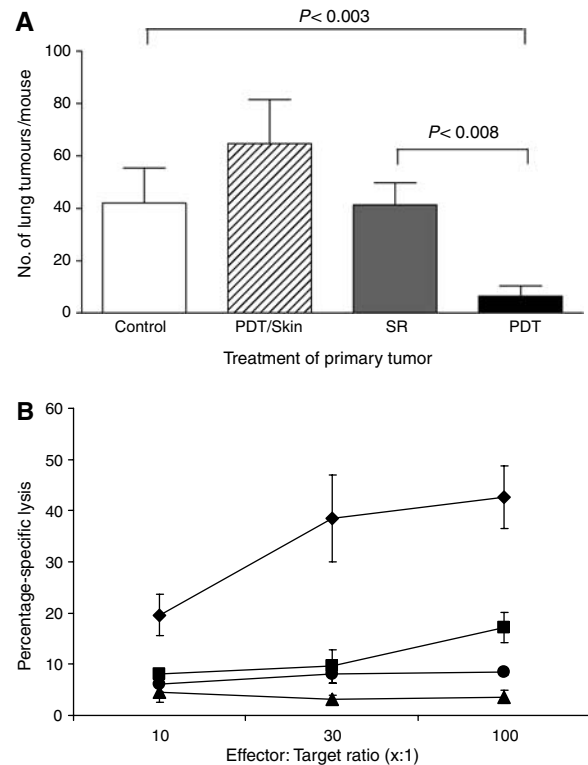 A
P< 0.003
100
80
60
40
20
0
No. of lung tumours/mouse
P< 0.008
Control PDT/Skin SR PDT
Treatment of primary tumor
B
60
50
40
30
20
10
0
Percentage-specific lysis
10 30 100
Effector: Target ratio (x:1)